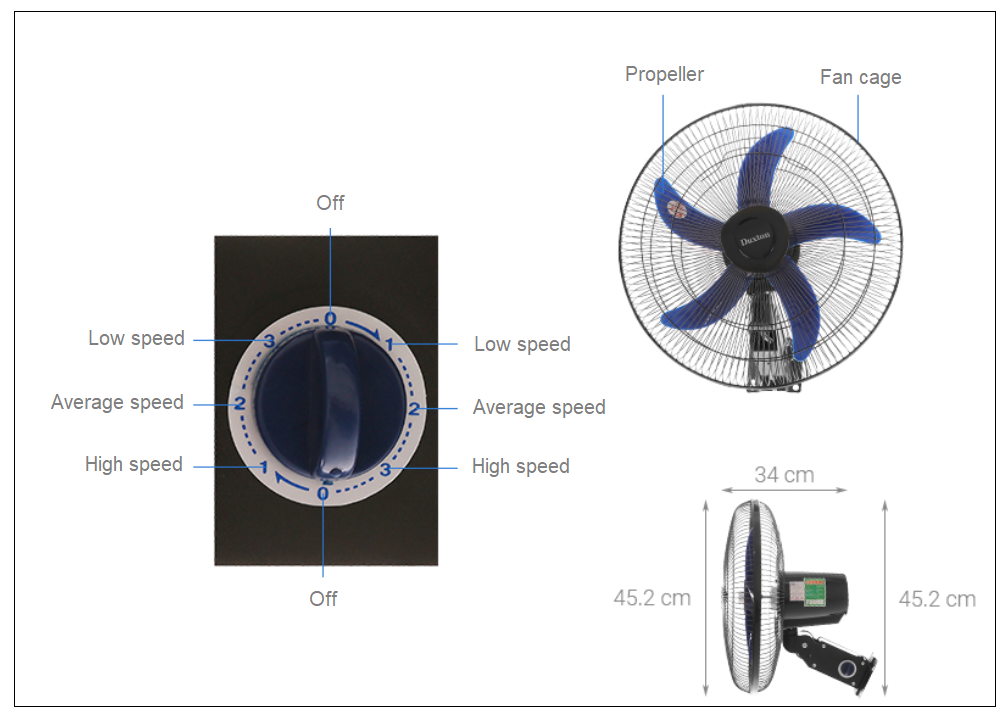 Propeller
Fan cage
Off
0
3
1
Low speed
Low speed
2
2
Average speed
Average speed
1
3
High speed
High speed
0
Off
Duxton
34 cm
45.2 cm
45.2 cm